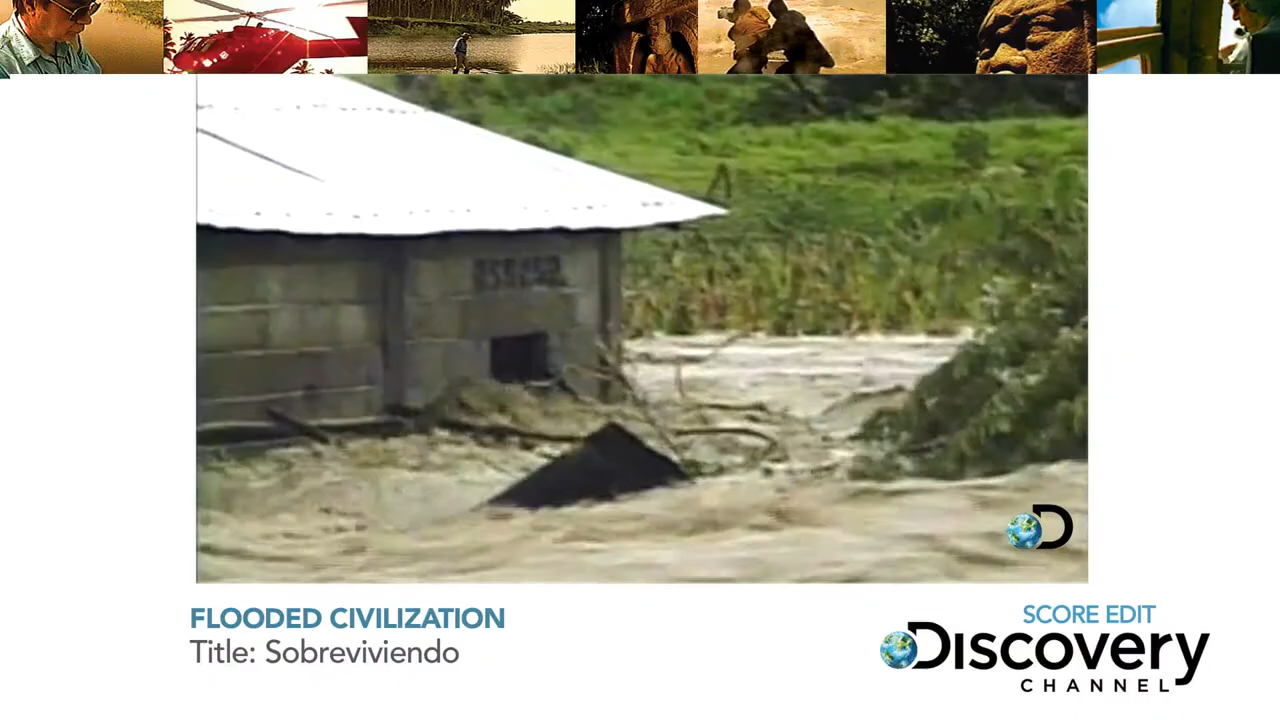 FLOODED CIVILIZATION
Title: Sobreviviendo
SCORE EDIT
Discovery
CHANNEL